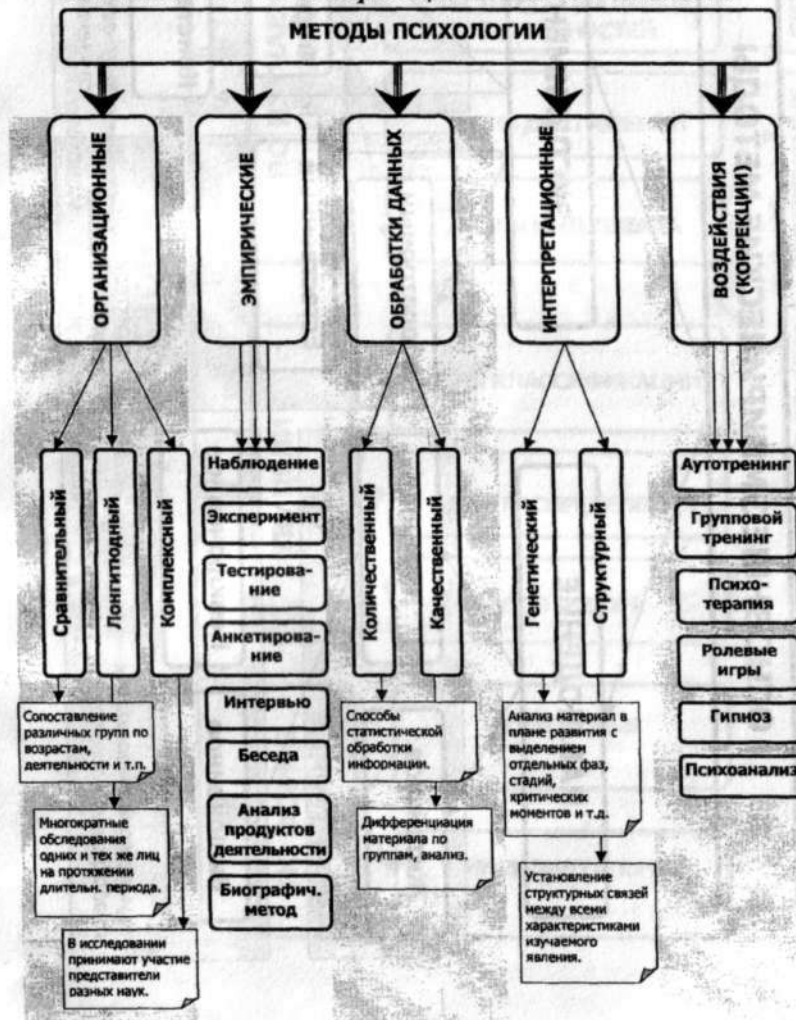 МЕТОДЫ ПСИХОЛОГИИ
ОРГАНИЗАЦИОННЫЕ
ЭМПИРИЧЕСКИЕ
ОБРАБОТКИ ДАННЫХ
ИНТЕРПРЕТАЦИОННЫЕ
ВОЗДЕЙСТВИЯ
(КОРРЕКЦИИ)
Сравнительный
Лонгитюдный
Комплексный
Сопоставление
различных групп по
возрастам,
деятельности и т.п.
Многократные
обследования
одних и тех же лиц
на протяжении
длительн. периода.
В исследовании
принимают участие
представители
разных наук.
Наблюдение
Эксперимент
Тестирова-
ние
Анкетирова-
ние
Интервью
Беседа
Анализ
продуктов
деятельности
Биографич.
метод
Количественный
Качественный
Способы
статистической
обработки
информации.
Дифференциация
материала по
группам, анализ.
Генетический
Структурный
Анализ материал в
плане развития с
выделением
отдельных фаз,
стадий,
критических
моментов и т.д.
Установление
структурных связей
между всеми
характеристиками
изучаемого
явления.
Аутотренинг
Групповой
тренинг
Психо-
терапия
Ролевые
игры
Гипноз
Психоанализ